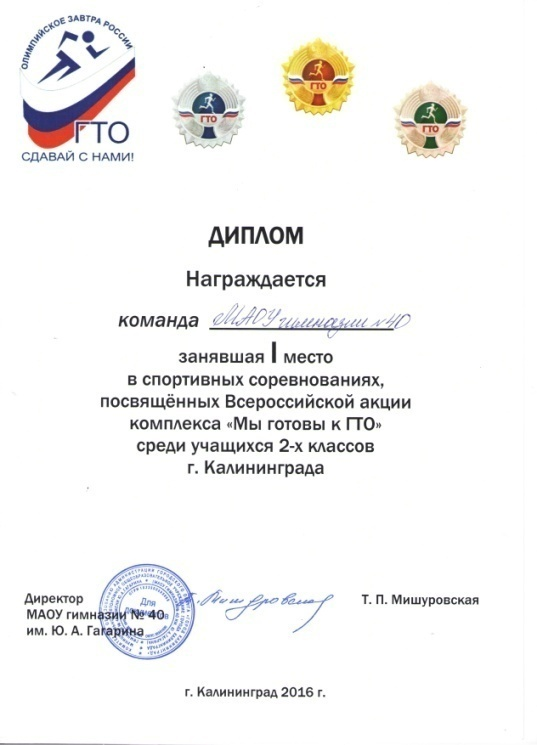 ОЛИМПИЙСКОЕ ЗАВТРА РОССИИ
ГТО
СДАВАЙ С НАМИ!
ГТО
ГТО
ГТО
ДИПЛОМ
Награждается
команда МАОУ гимназии №40
занявшая I место
в спортивных соревнованиях,
посвящённых Всероссийской акции
комплекса «Мы готовы к ГТО»
среди учащихся 2-х классов
г. Калининграда
Директор
МАОУ гимназии № 40
им. Ю. А. Гагарина
Для
Т. П. Мишуровская
г. Калининград 2016 г.